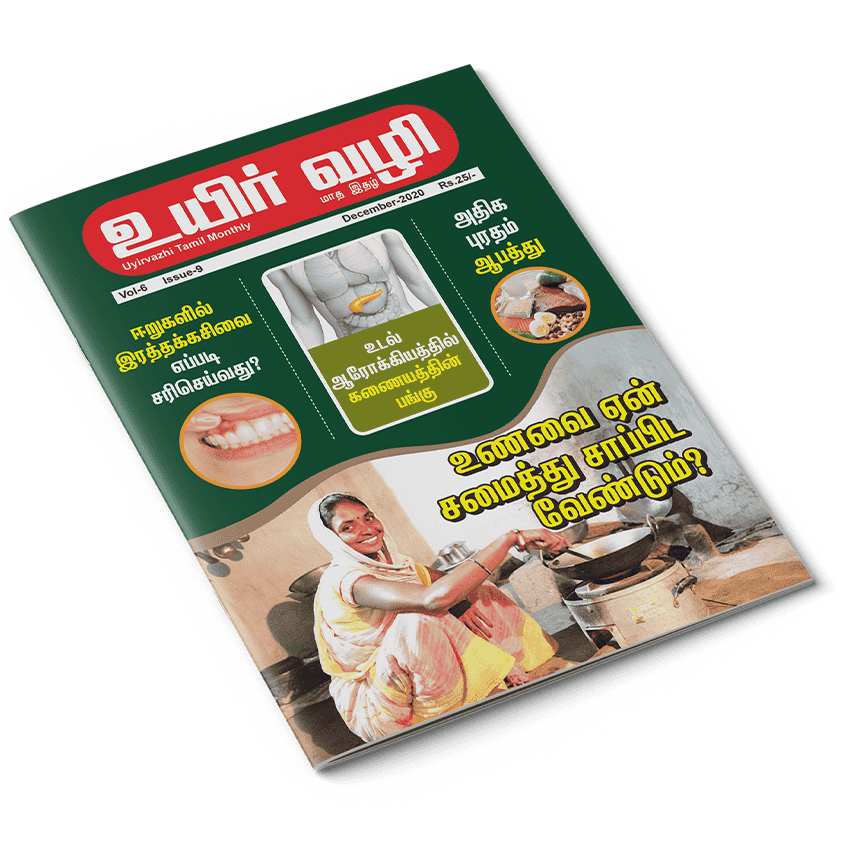 உயிர் வழி
மாத இதழ்
Uyirvazhi Tamil Monthly
Vol-6 Issue-9 December-2020 Rs.25/-
ஈறுகளில்
இரத்தக்கசிவை
எப்படி
சரிசெய்வது?
உடல்
ஆரோக்கியத்தில்
கணையத்தின்
பங்கு
அதிக
புரதம்
ஆபத்து
உணவை ஏன்
சமைத்து சாப்பிட
வேண்டும்?